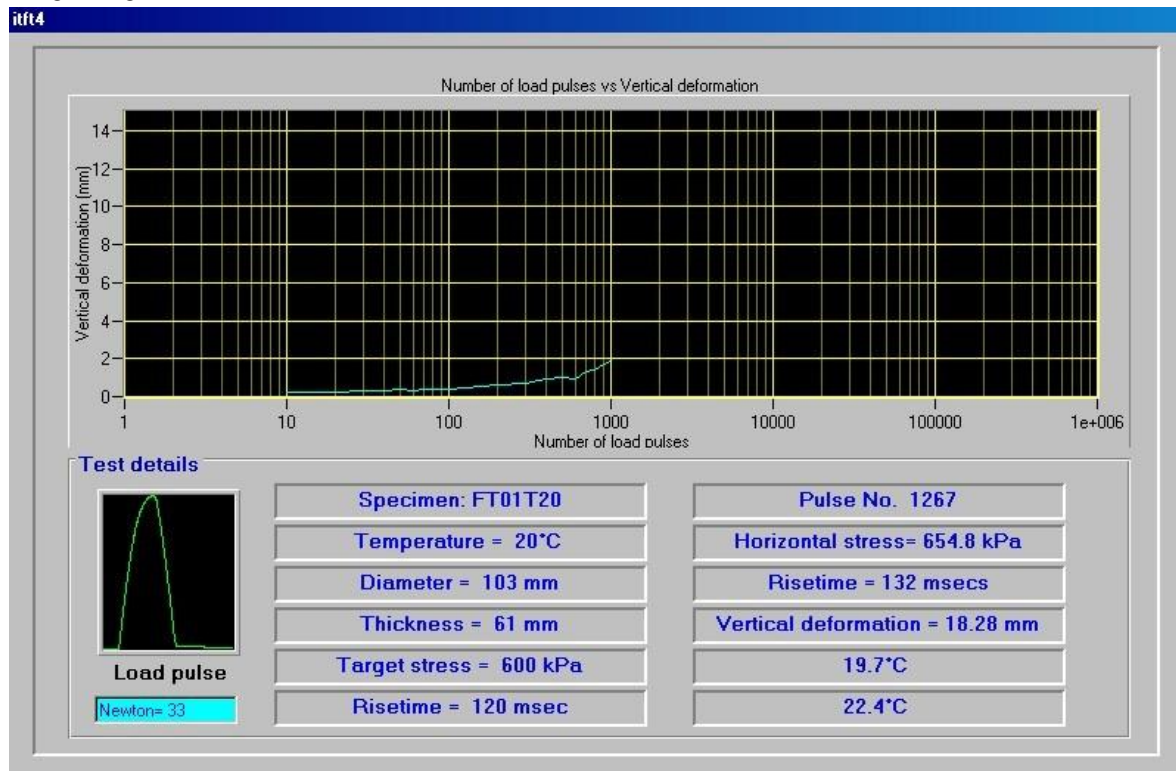 itft4
Number of load pulses vs Vertical deformation
Vertical deformation (mm)
14
12
10
8
6
4
2
0
1 10 100 1000 10000 100000 1e+006
Number of load pulses
Test details
Load pulse
Newton= 33
Specimen: FT01T20
Temperature = 20°C
Diameter = 103 mm
Thickness = 61 mm
Target stress = 600 kPa
Risetime = 120 msec
Pulse No. 1267
Horizontal stress= 654.8 kPa
Risetime = 132 msecs
Vertical deformation = 18.28 mm
19.7°C
22.4°C